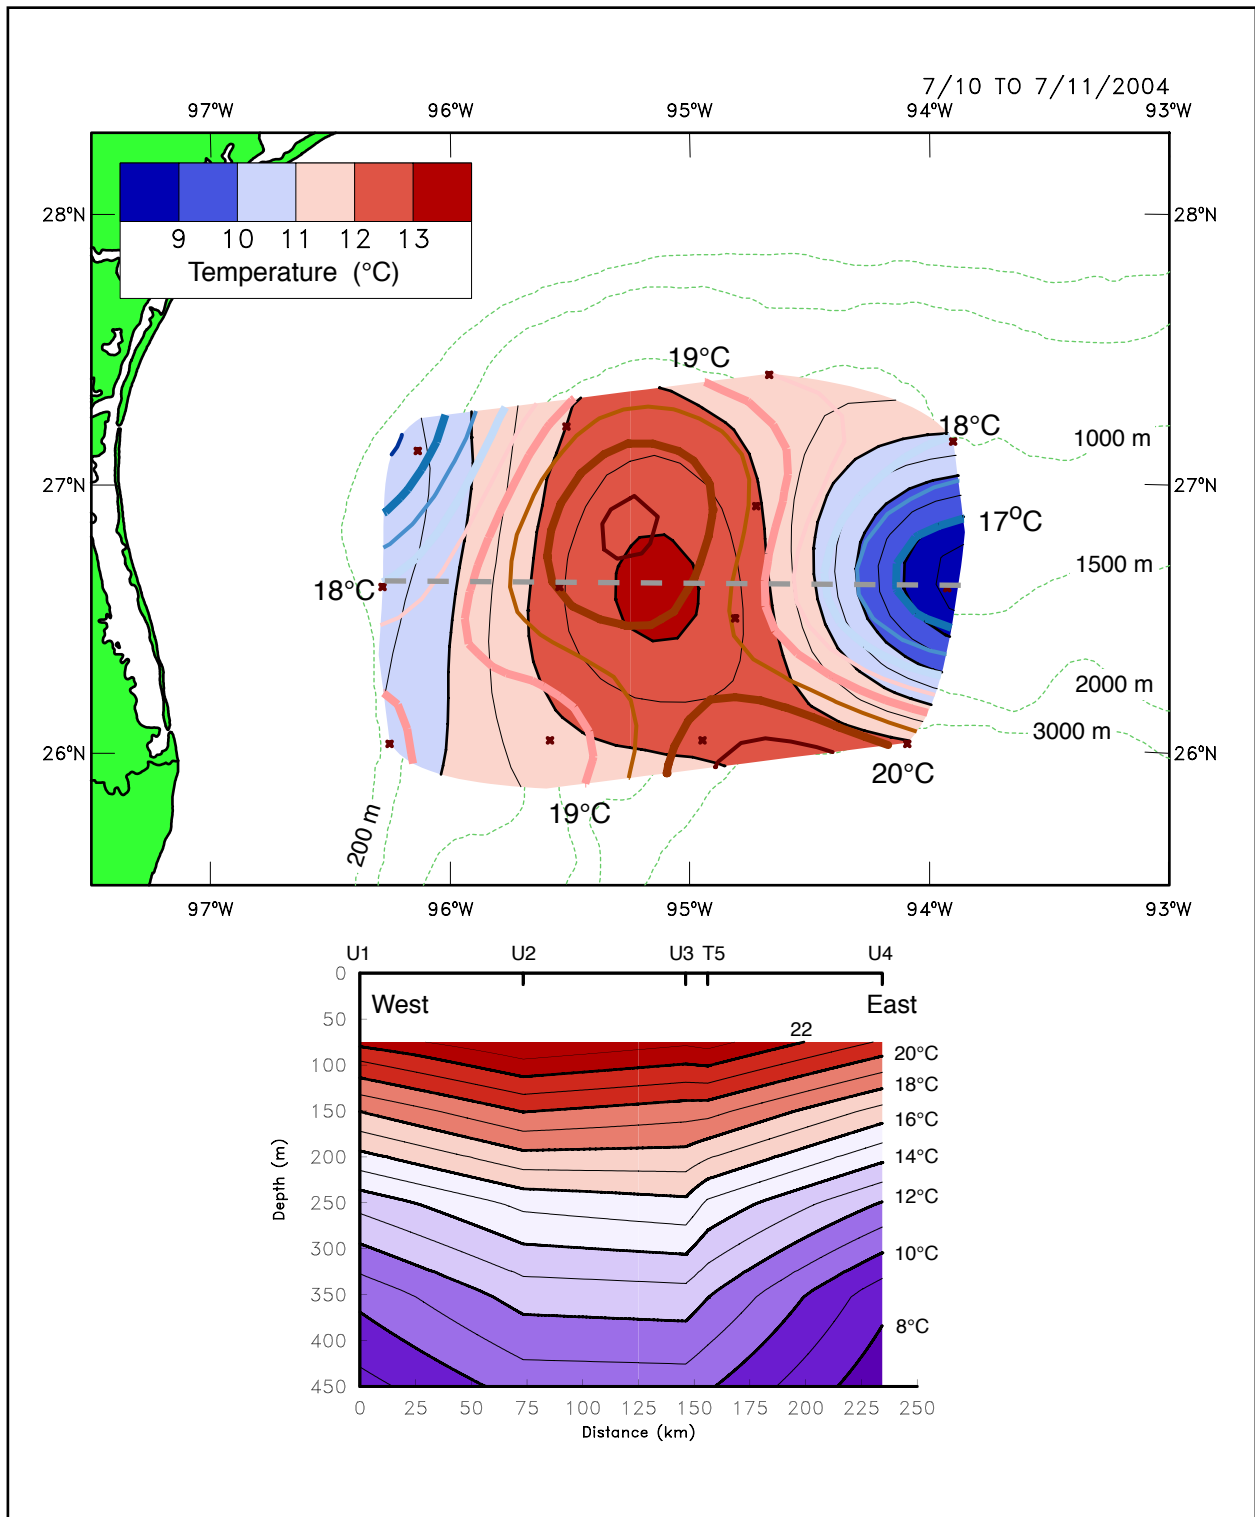 7/10 TO 7/11/2004
97°W 96°W 95°W 94°W 93°W
28°N 28°N
9 10 11 12 13
Temperature (°C)
19°C
18°C
1000 m
27°N 27°N
17°C
1500 m
18°C
2000 m
3000 m
26°N 26°N
20°C
19°C
200 m
97°W 96°W 95°W 94°W 93°W
U1 U2 U3 T5 U4
0
West East
50
22
20°C
100
18°C
150
16°C
200
14°C
12°C
250
300
10°C
350
8°C
400
450
Depth (m)
0 25 50 75 100 125 150 175 200 225 250
Distance (km)